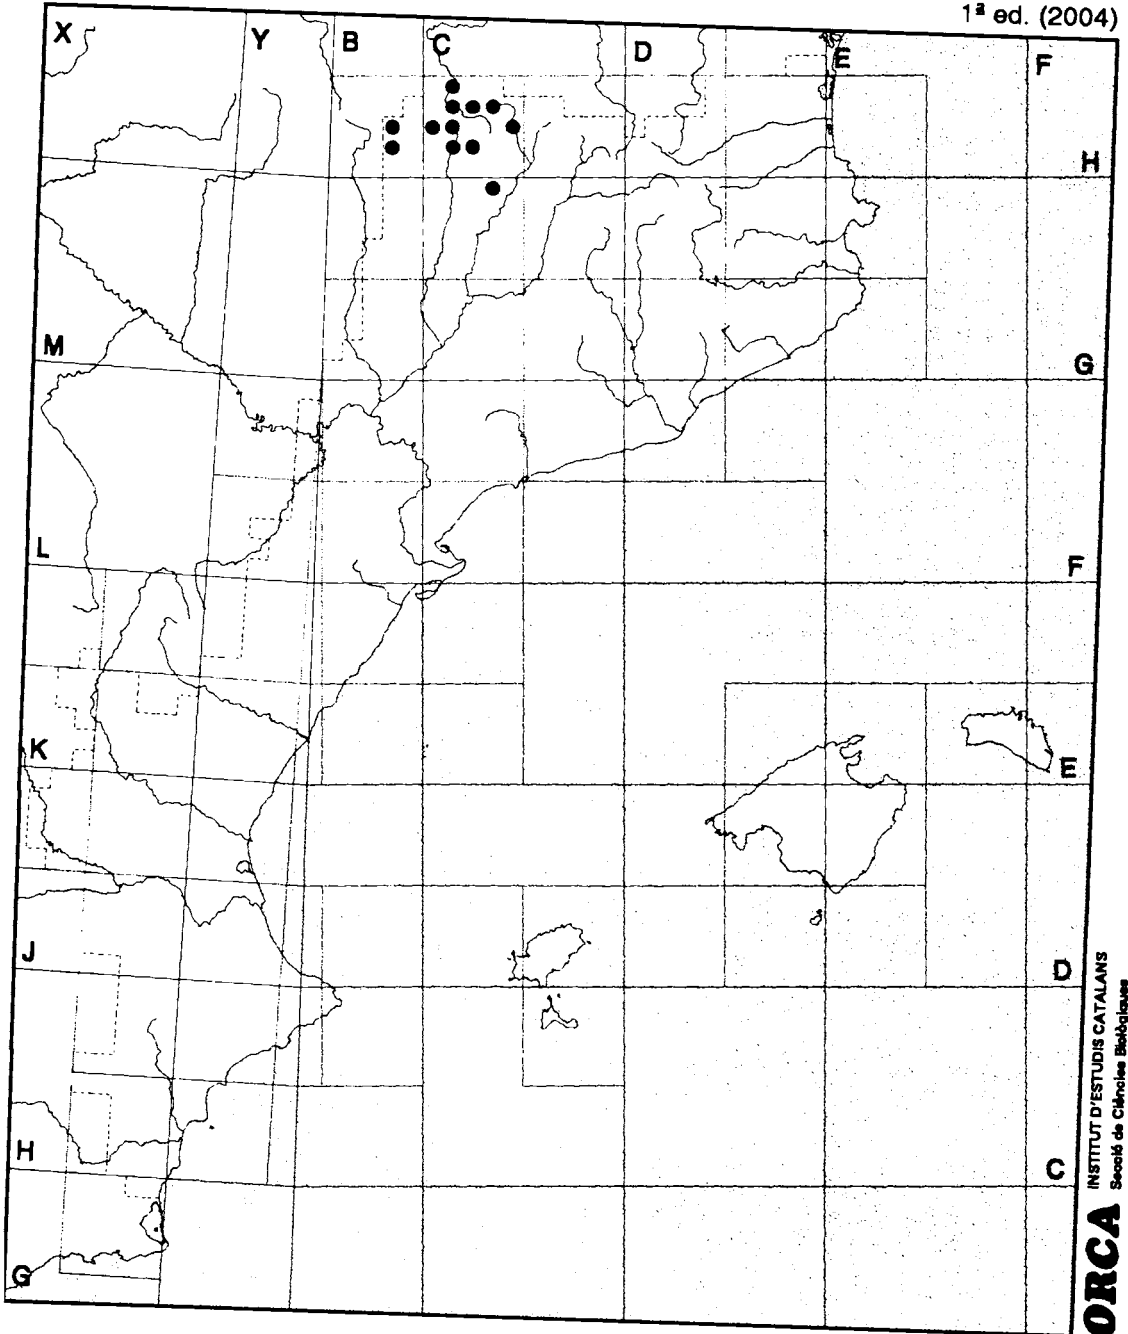 1ª ed. (2004)
X Y B C D E F
H
M G
L F
K E
J D
H C
G
ORCA
INSTITUT D'ESTUDIS CATALANS
Secció de Ciències Biològiques